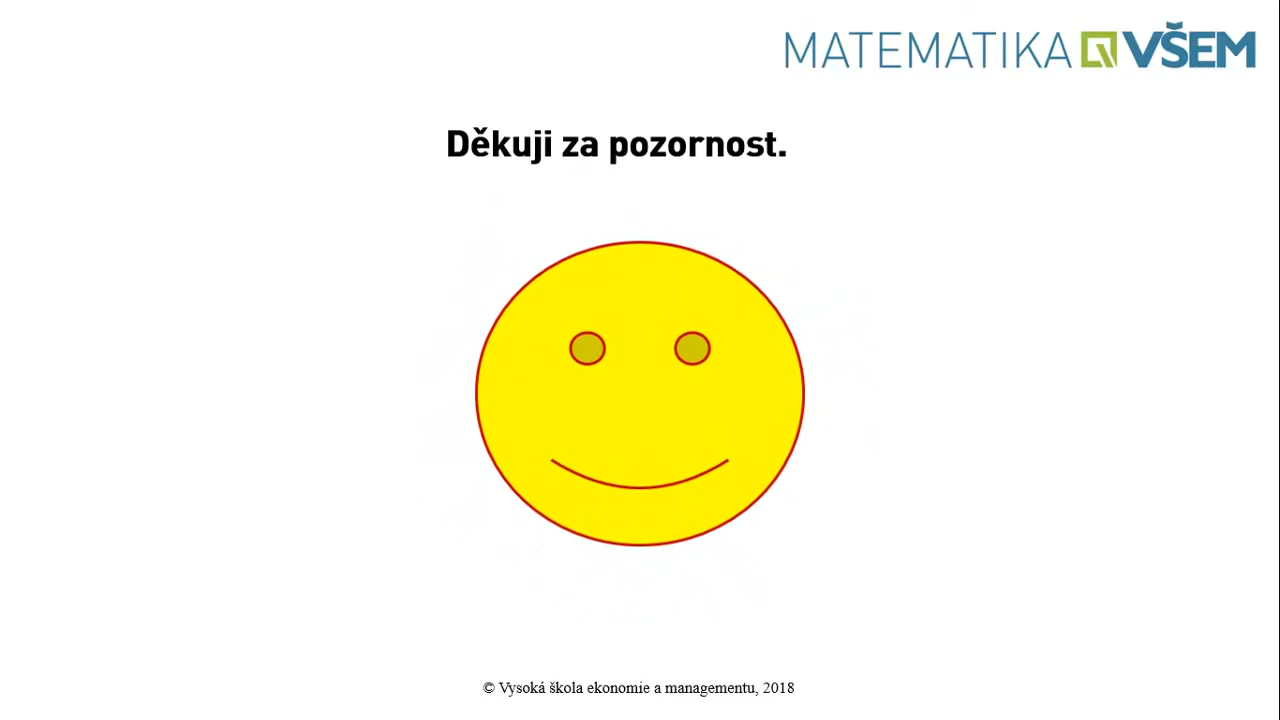 MATEMATIKA VŠEM
Děkuji za pozornost.
© Vysoká škola ekonomie a managementu, 2018